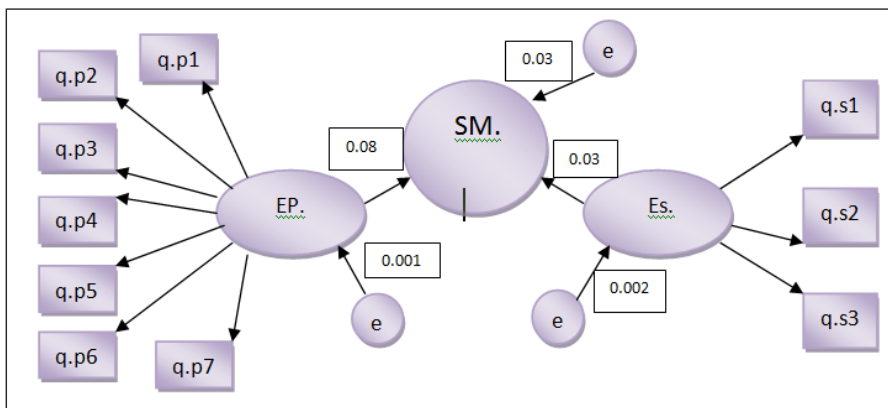 q.p1
q.p2
q.p3
q.p4
q.p5
q.p6
q.p7
EP.
0.08
0.001
e
SM.
0.03
e
0.03
Es.
0.002
e
q.s1
q.s2
q.s3